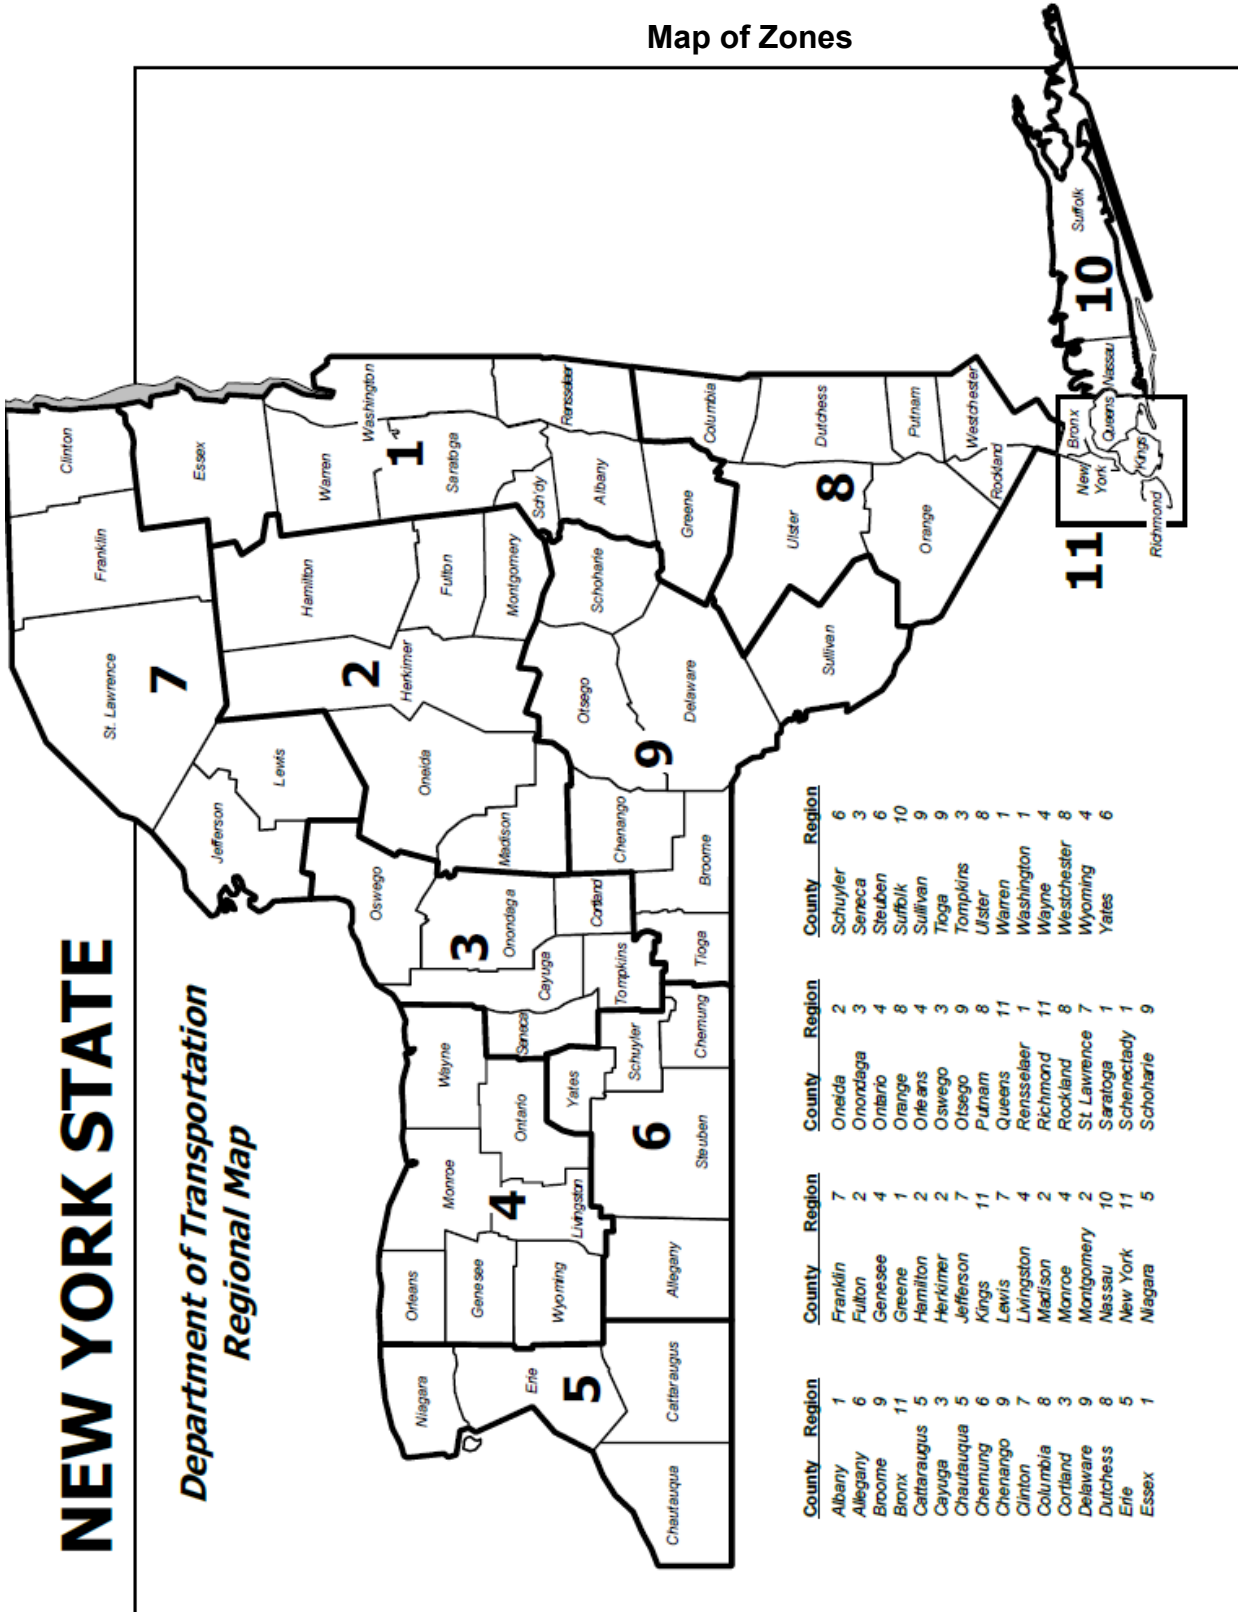 Map of Zones
NEW YORK STATE
Department of Transportation
Regional Map
Clinton
Franklin
St. Lawrence
7
Essex
Jefferson
Lewis
Hamilton
Herkimer
2
Warren
Washington
1
Saratoga
Fulton
Montgomery
Sch'dy
Rensselaer
Albany
Oneida
Madison
Oswego
3
Onondaga
Cayuga
Cortland
Tompkins
Seneca
Wayne
Ontario
Yates
Monroe
4
Livingston
Orleans
Genesee
Wyoming
Niagara
Erie
5
Chautauqua
Cattaraugus
Allegany
6
Steuben
Schuyler
Chemung
Tioga
Broome
Chenango
9
Otsego
Delaware
Schoharie
Sullivan
Greene
Columbia
Ulster
8
Dutchess
Orange
Putnam
Rockland
Westchester
11
New
York
Bronx
Queens
Kings
Richmond
Nassau
10
Suffolk
County Region
Albany 1
Allegany 6
Broome 9
Bronx 11
Cattaraugus 5
Cayuga 3
Chautauqua 5
Chemung 6
Chenango 9
Clinton 7
Columbia 8
Cortland 3
Delaware 9
Dutchess 8
Erie 5
Essex 1
County Region
Franklin 7
Fulton 2
Genesee 4
Greene 1
Hamilton 2
Herkimer 2
Jefferson 7
Kings 11
Lewis 7
Livingston 4
Madison 2
Monroe 4
Montgomery 2
Nassau 10
New York 11
Niagara 5
County Region
Oneida 2
Onondaga 3
Ontario 4
Orange 8
Orleans 4
Oswego 3
Otsego 9
Putnam 8
Queens 11
Rensselaer 1
Richmond 11
Rockland 8
St. Lawrence 7
Saratoga 1
Schenectady 1
Schoharie 9
County Region
Schuyler 6
Seneca 3
Steuben 6
Suffolk 10
Sullivan 9
Tioga 9
Tompkins 3
Ulster 8
Warren 1
Washington 1
Wayne 4
Westchester 8
Wyoming 4
Yates 6